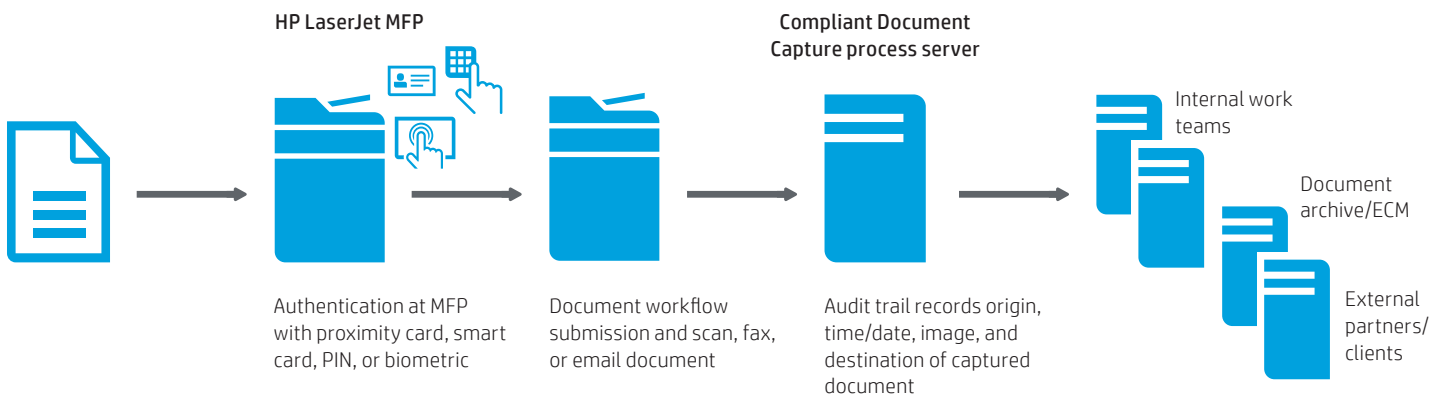 HP LaserJet MFP
Compliant Document
Capture process server
Internal work
teams
Document
archive/ECM
External
partners/
clients
Authentication at MFP
with proximity card, smart
card, PIN, or biometric
Document workflow
submission and scan, fax,
or email document
Audit trail records origin,
time/date, image, and
destination of captured
document